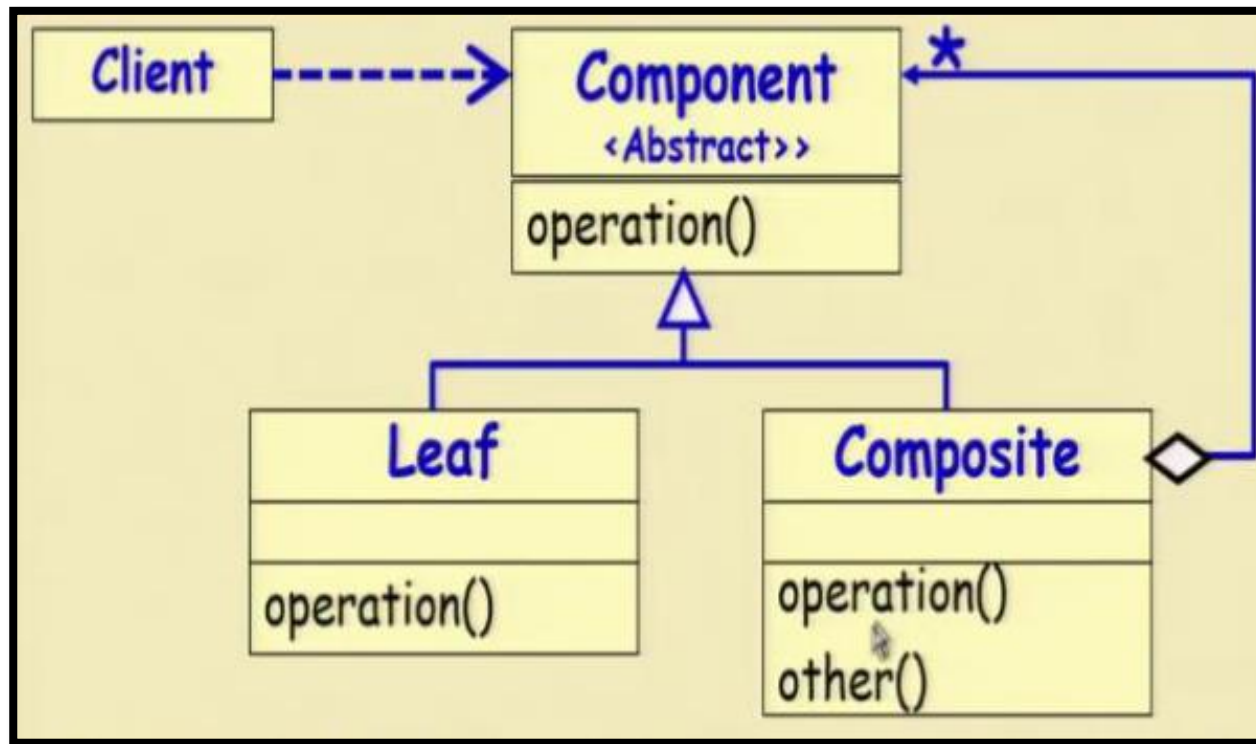 Client
Component
*
<Abstract>>
operation()
Leaf
Composite
operation()
operation()
other()